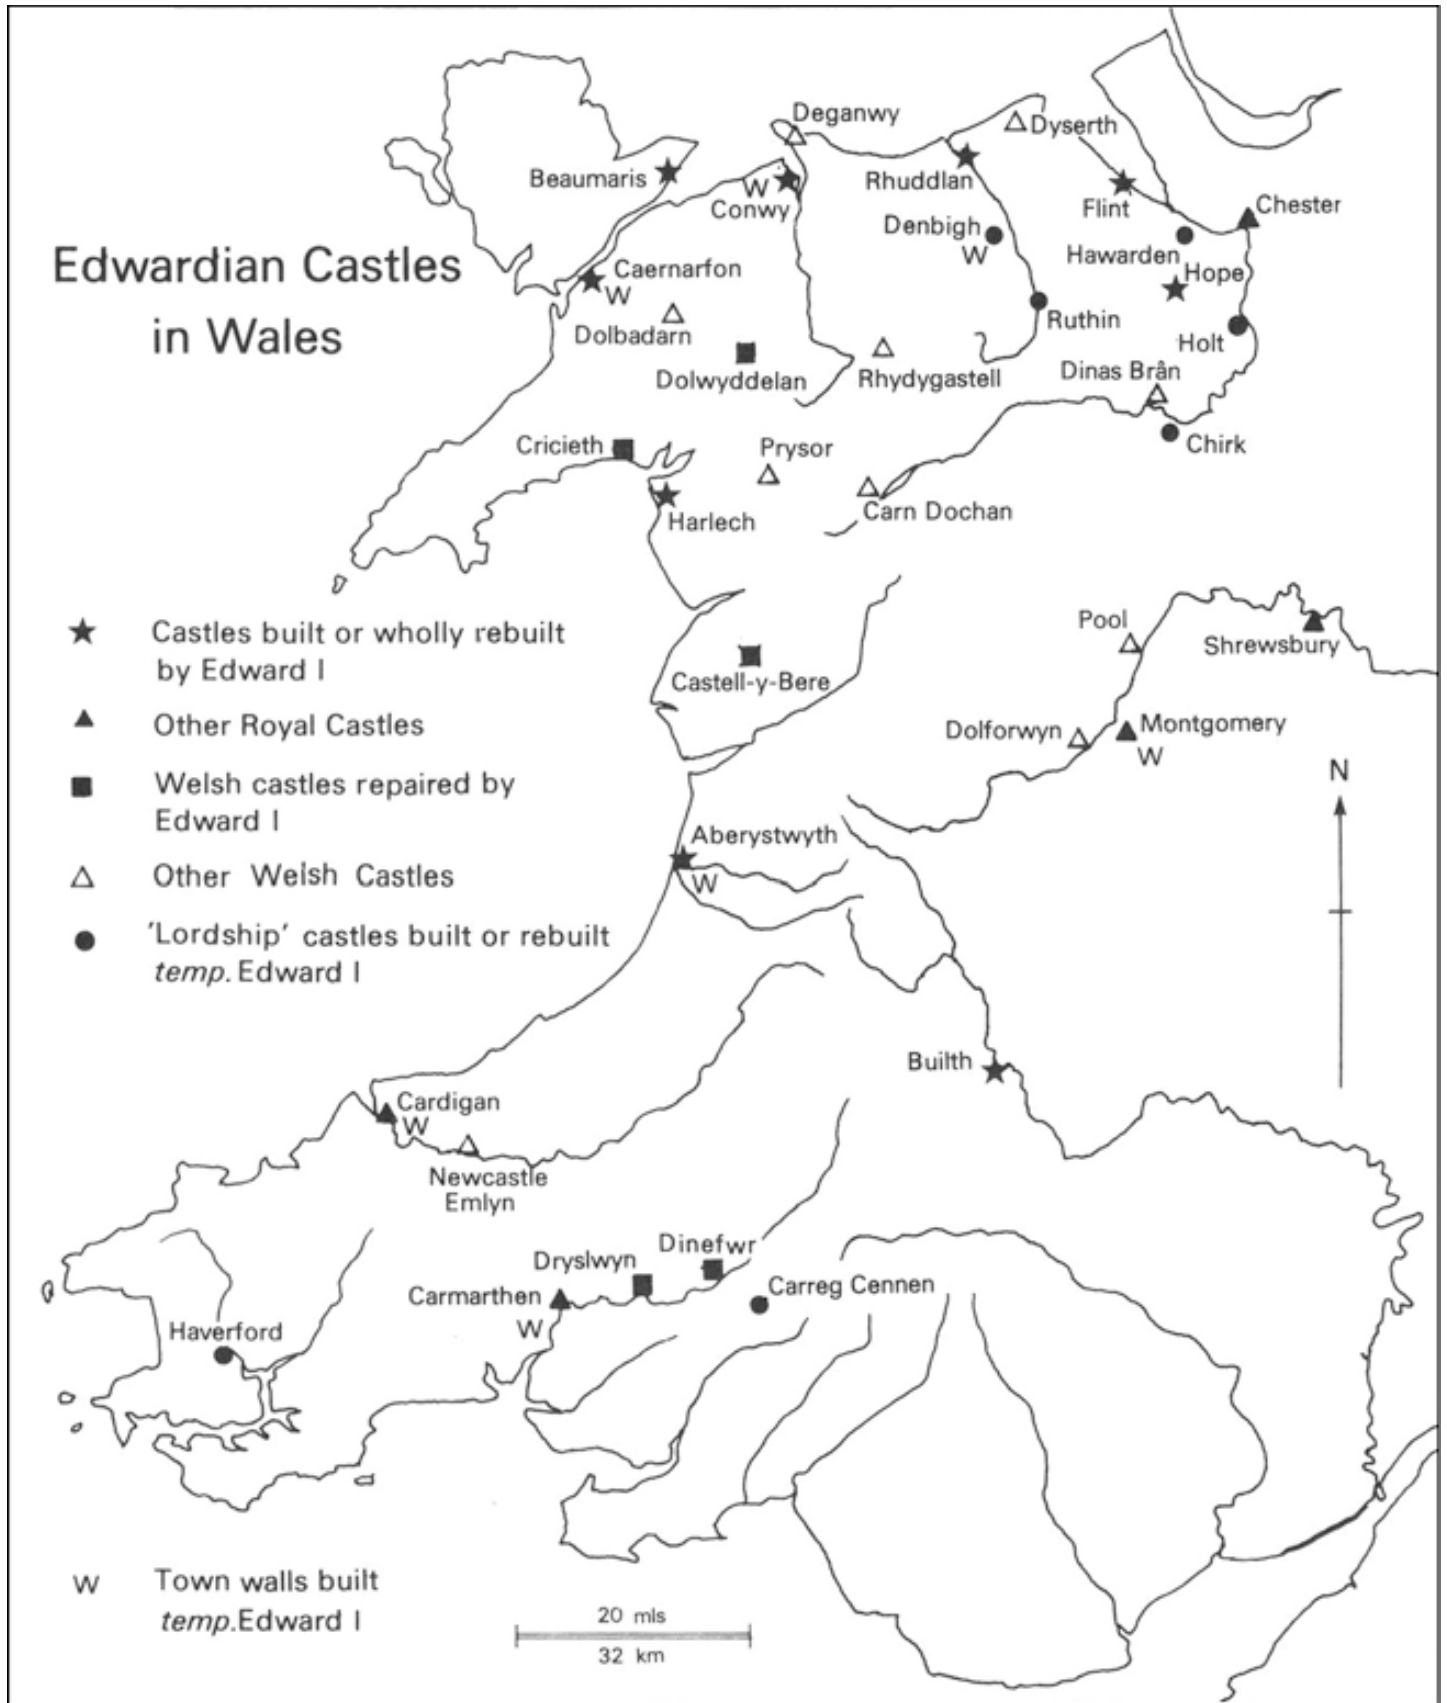 Deganwy
Dyserth
Beaumaris
Rhuddlan
W
Conwy
Flint
Chester
Denbigh
W
Hawarden
Hope
Edwardian Castles
in Wales
Caernarfon
W
Dolbadarn
Ruthin
Holt
Dolwyddelan
Rhydygastell
Dinas Brân
Cricieth
Prysor
Chirk
Harlech
Carn Dochan
Castles built or wholly rebuilt
by Edward I
Pool
Shrewsbury
Castell-y-Bere
Other Royal Castles
Dolforwyn
Montgomery
W
Welsh castles repaired by
Edward I
N
Aberystwyth
W
Other Welsh Castles
'Lordship' castles built or rebuilt
temp. Edward I
Builth
Cardigan
W
Newcastle
Emlyn
Dryslwyn
Dinefwr
Carmarthen
W
Carreg Cennen
Haverford
W
Town walls built
temp. Edward I
20 mls
32 km